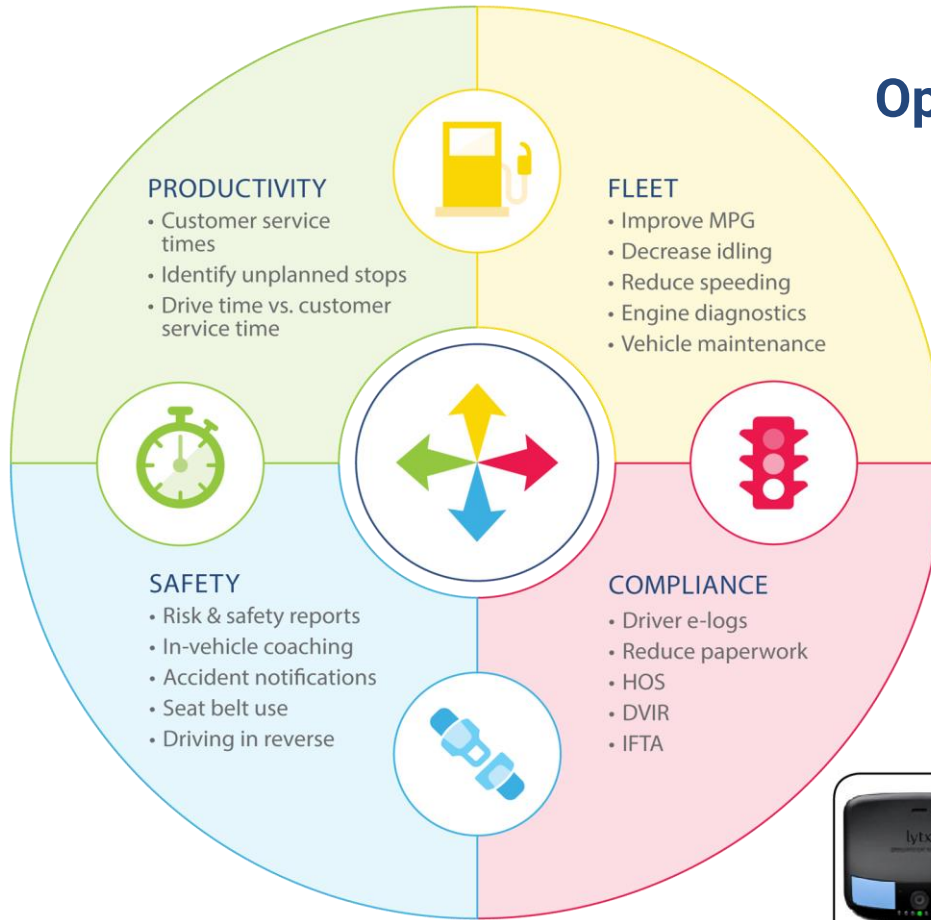 Op
PRODUCTIVITY
• Customer service
times
• Identify unplanned stops
• Drive time vs. customer
service time
FLEET
• Improve MPG
• Decrease idling
• Reduce speeding
• Engine diagnostics
• Vehicle maintenance
SAFETY
• Risk & safety reports
• In-vehicle coaching
• Accident notifications
• Seat belt use
• Driving in reverse
COMPLIANCE
• Driver e-logs
• Reduce paperwork
• HOS
• DVIR
• IFTA
lytx